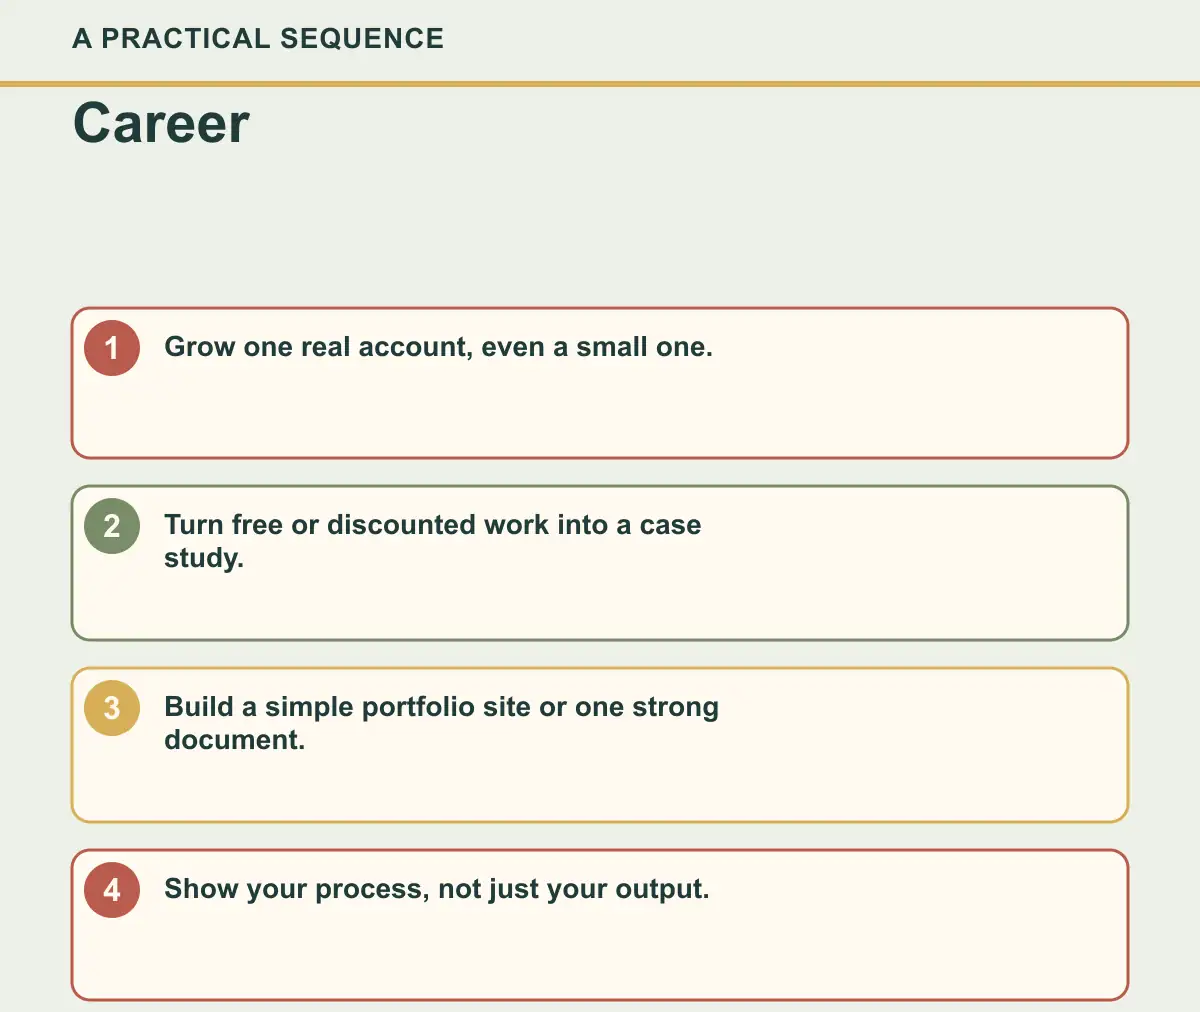 A PRACTICAL SEQUENCE
Career
1
Grow one real account, even a small one.
2
Turn free or discounted work into a case
study.
3
Build a simple portfolio site or one strong
document.
4
Show your process, not just your output.